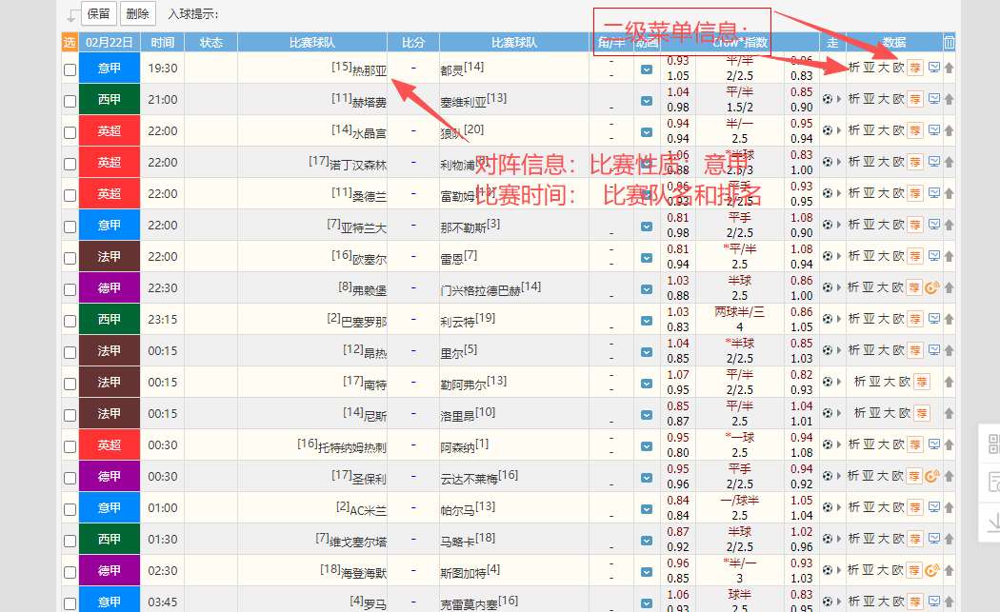 保留 删除 入球提示:
选 02月22日 时间 状态 比赛球队 比分 比赛球队 角/半 动画 Crow*指数 走 数据
二级菜单信息:
意甲 19:30 [15]热那亚 - 都灵[14] - 0.93 平/半 0.96 析 亚 大 欧 荐
- 1.05 2/2.5 0.83
西甲 21:00 [11]赫塔费 - 塞维利亚[13] 1.04 平/半 0.85 析 亚 大 欧 荐
- 0.98 1.5/2 0.90
英超 22:00 [14]水晶宫 - 狼队[20] - 0.94 半/一 0.95 析 亚 大 欧 荐
- 0.94 2.5 0.94
英超 22:00 [17]诺丁汉森林 - 利物浦 1.06 *半球 0.83 析 亚 大 欧 荐
0.88 2.5/3 1.00
对阵信息: 比赛性质: 意甲
英超 22:00 [11]桑德兰 - 富勒姆[12] 0.96 平手 0.93 析 亚 大 欧 荐
0.93 2/2.5 0.95
比赛时间: 比赛队名和排名
意甲 22:00 [7]亚特兰大 - 那不勒斯[3] 0.81 平手 1.08 析 亚 大 欧 荐
- 0.98 2/2.5 0.90
法甲 22:00 [16]欧塞尔 - 雷恩[7] - 0.81 *平/半 1.08 析 亚 大 欧 荐
- 0.94 2.5 0.94
德甲 22:30 [8]弗赖堡 - 门兴格拉德巴赫[14] - 1.03 半球 0.86 析 亚 大 欧 荐
- 0.88 2.5 1.00
西甲 23:15 [2]巴塞罗那 - 利云特[19] - 1.03 两球半/三 0.86 析 亚 大 欧 荐
- 0.83 4 1.05
法甲 00:15 [12]昂热 - 里尔[5] - 1.04 *半球 0.85 析 亚 大 欧 荐
- 0.85 2/2.5 1.03
法甲 00:15 [17]南特 - 勒阿弗尔[13] - 1.07 平/半 0.82 析 亚 大 欧 荐
- 0.95 2/2.5 0.93
法甲 00:15 [14]尼斯 - 洛里昂[10] - 0.85 平/半 1.04 析 亚 大 欧 荐
- 0.87 2.5 1.01
英超 00:30 [16]托特纳姆热刺 - 阿森纳[1] - 0.95 *一球 0.94 析 亚 大 欧 荐
- 0.80 2.5 1.08
德甲 00:30 [17]圣保利 - 云达不莱梅[16] - 0.95 平手 0.94 析 亚 大 欧 荐
- 0.96 2/2.5 0.92
意甲 01:00 [2]AC米兰 - 帕尔马[13] - 0.84 一/球半 1.05 析 亚 大 欧 荐
- 0.84 2.5 1.04
西甲 01:30 [7]维戈塞尔塔 - 马略卡[18] 0.87 半球 1.02 析 亚 大 欧 荐
- 0.92 2/2.5 0.96
德甲 02:30 [18]海登海默 - 斯图加特[4] - 0.96 *半/一 0.93 析 亚 大 欧 荐
- 0.85 3 1.03
意甲 03:45 [4]罗马 - 克雷莫内塞[16] 1.06 球半 0.83 析 亚 大 欧 荐
- 0.93 2.5 0.95